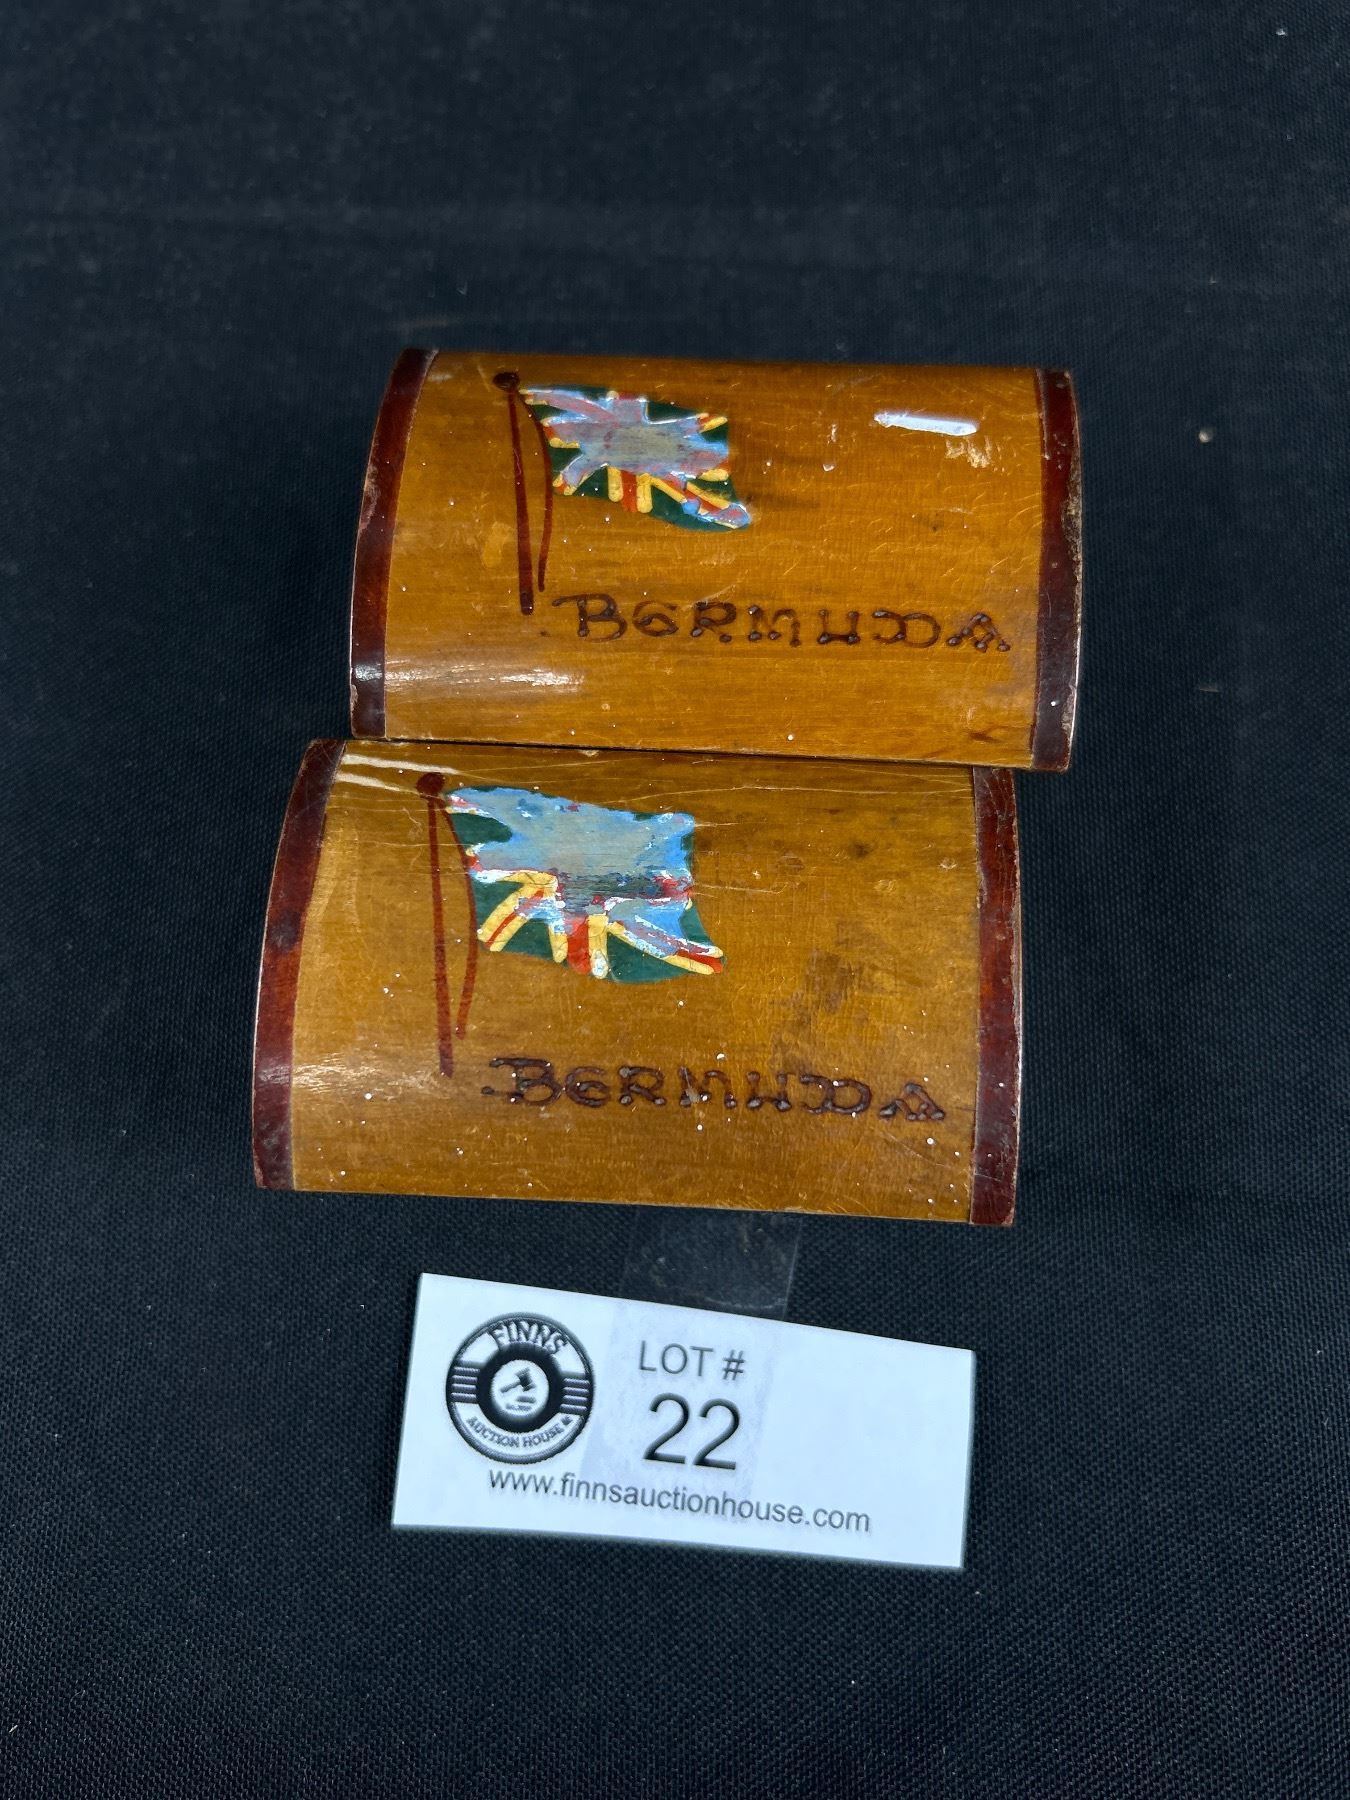 BERMUDA
BERMUDA
FINNS
AUCTION HOUSE
LOT #
22
www.finnsauctionhouse.com